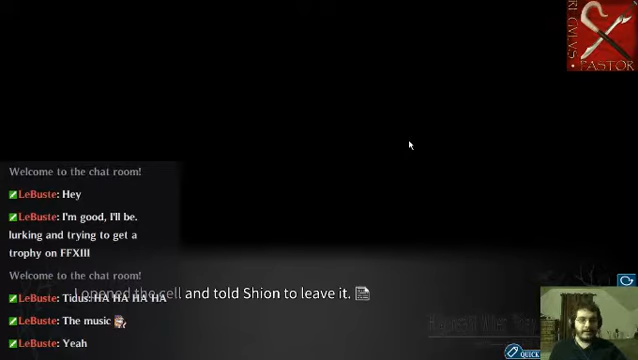 REGVLVS
• PASTOR
Welcome to the chat room!
LeBuste: Hey
LeBuste: I'm good, I'll be.
lurking and trying to get a
trophy on FFXIII
Welcome to the chat room!
LeBuste: Tidus: HA HA HA HA
I opened the cell and told Shion to leave it.
LeBuste: The music
LeBuste: Yeah
QUICK